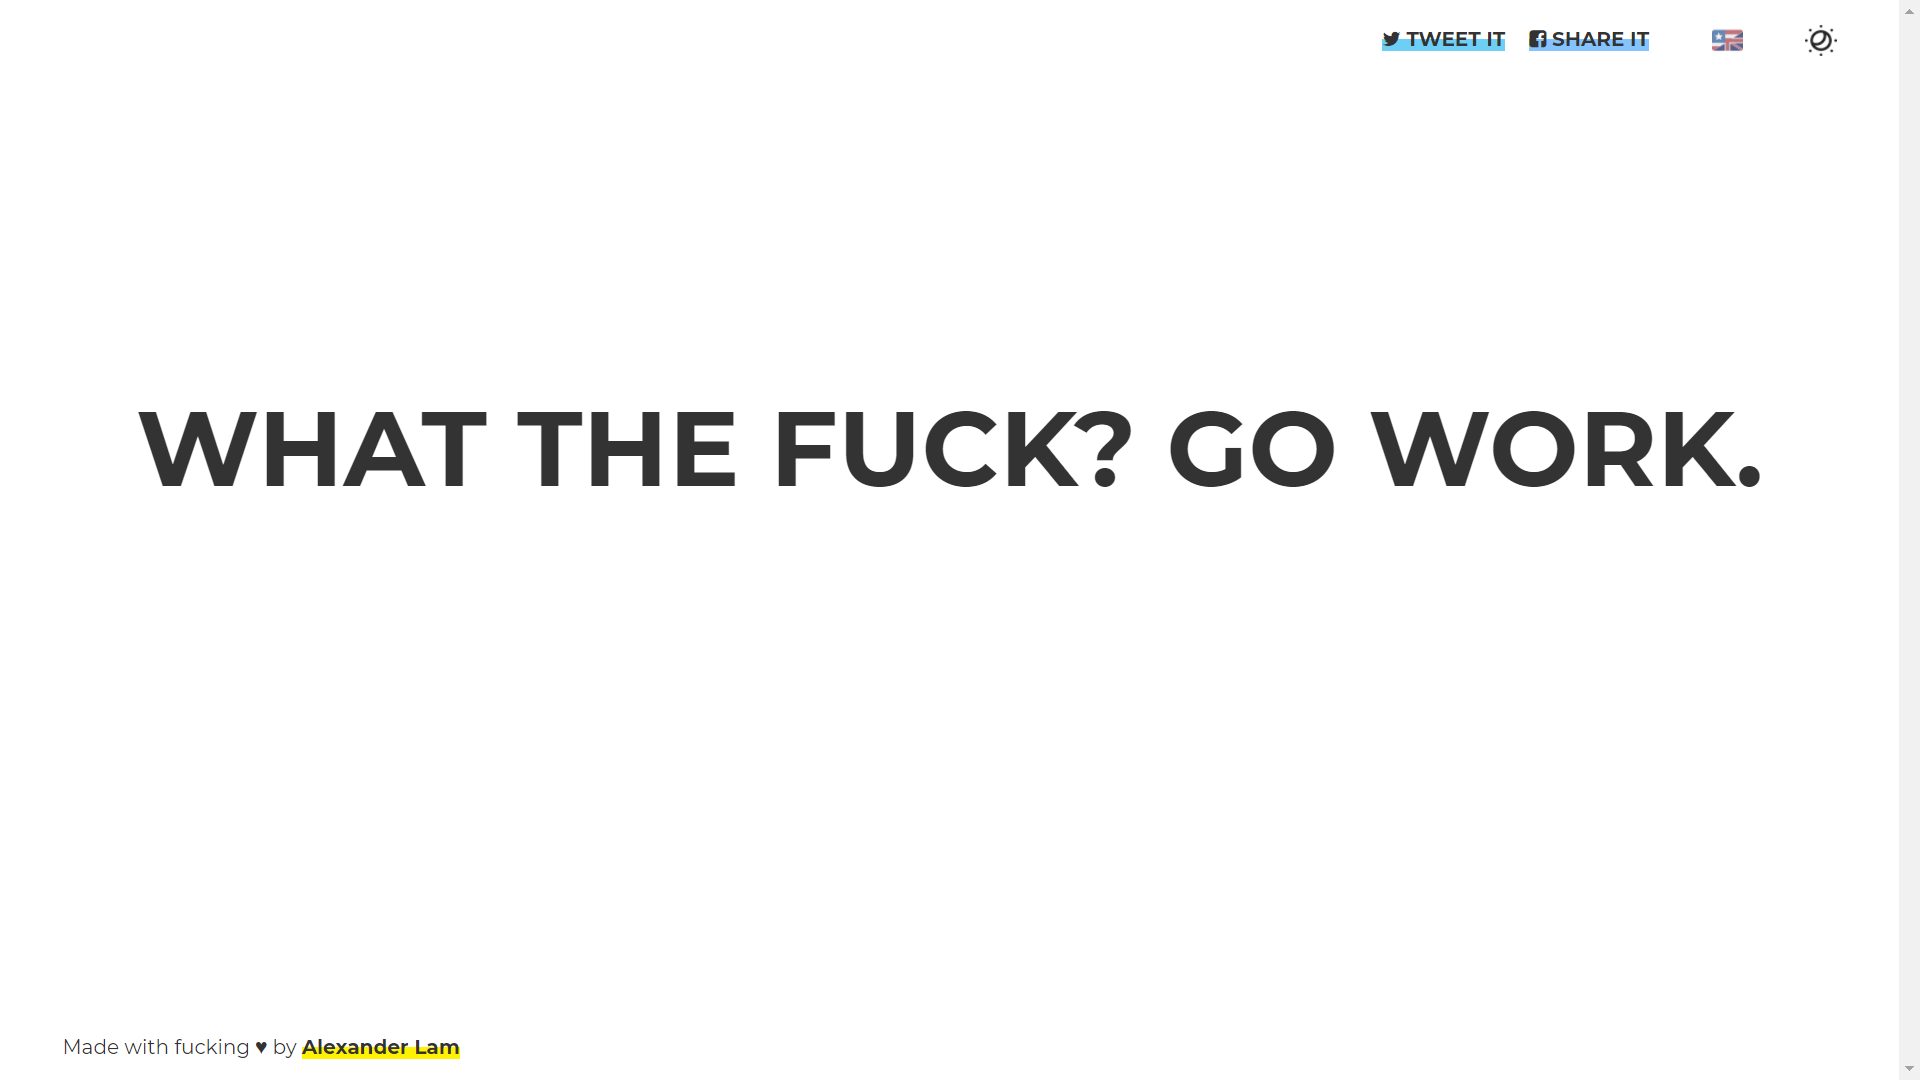 TWEET IT SHARE IT
WHAT THE FUCK? GO WORK.
Made with fucking ♥ by Alexander Lam